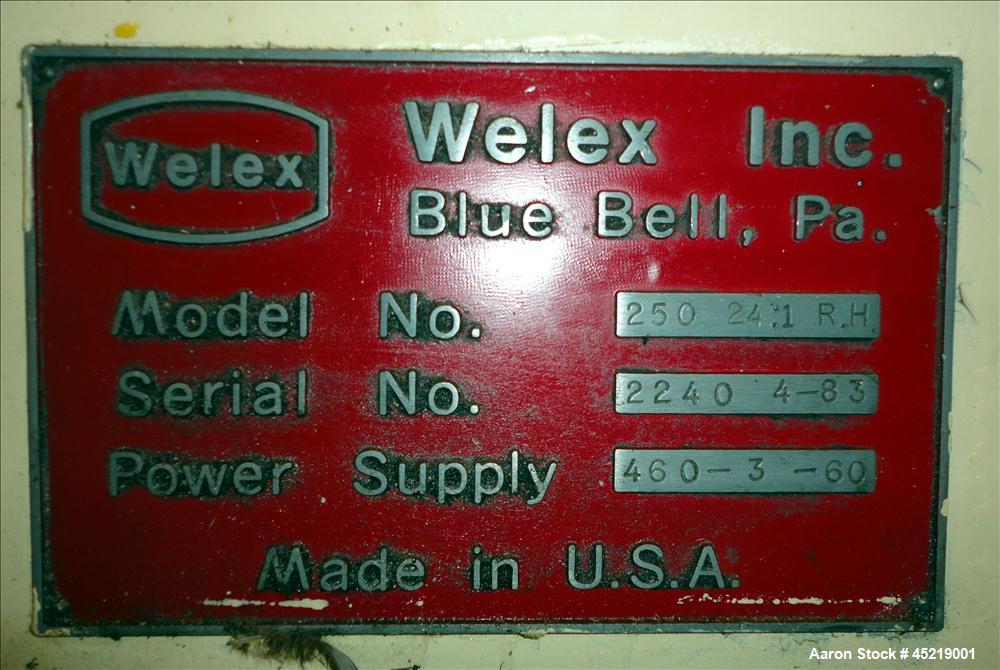 Welex
Welex Inc.
Blue Bell, Pa.
Model No. 250 24:1 R.H
Serial No. 2240 4-83
Power Supply 460-3-60
Made in U.S.A.
Aaron Stock # 45219001